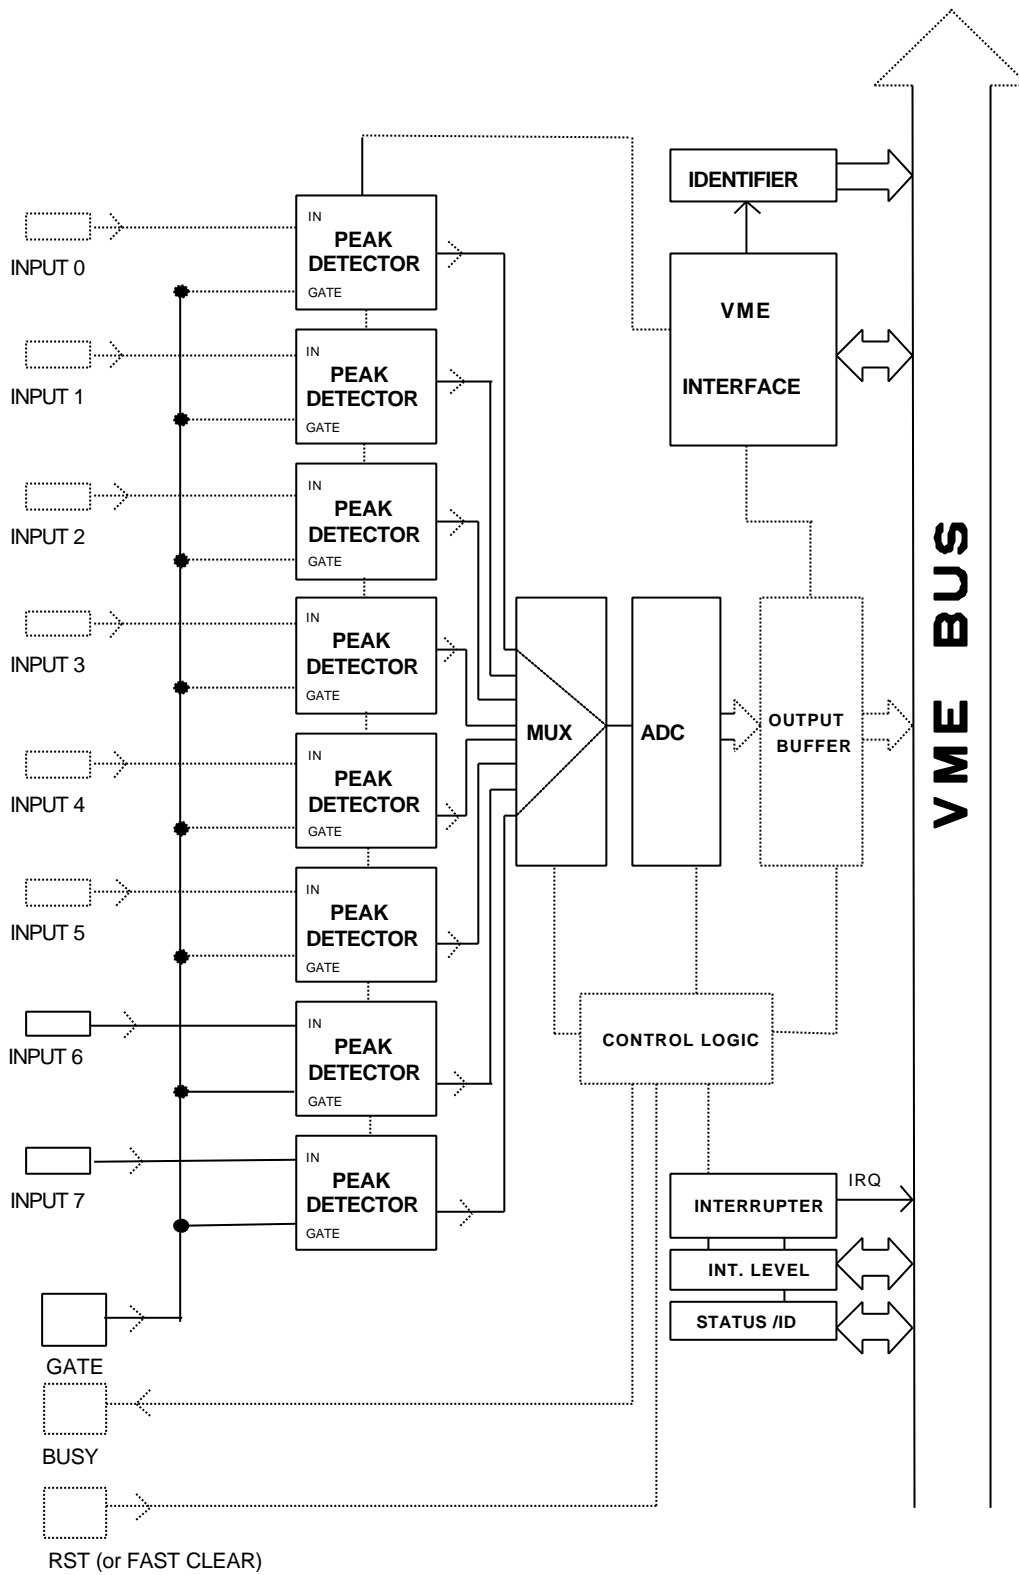 IDENTIFIER
IN
PEAK
DETECTOR
GATE
INPUT 0
VME
INTERFACE
IN
PEAK
DETECTOR
GATE
INPUT 1
IN
PEAK
DETECTOR
GATE
INPUT 2
IN
PEAK
DETECTOR
GATE
INPUT 3
MUX
ADC
OUTPUT
BUFFER
VME BUS
IN
PEAK
DETECTOR
GATE
INPUT 4
IN
PEAK
DETECTOR
GATE
INPUT 5
IN
PEAK
DETECTOR
GATE
INPUT 6
CONTROL LOGIC
IN
PEAK
DETECTOR
GATE
INPUT 7
IRQ
INTERRUPTER
INT. LEVEL
STATUS /ID
GATE
BUSY
RST (or FAST CLEAR)